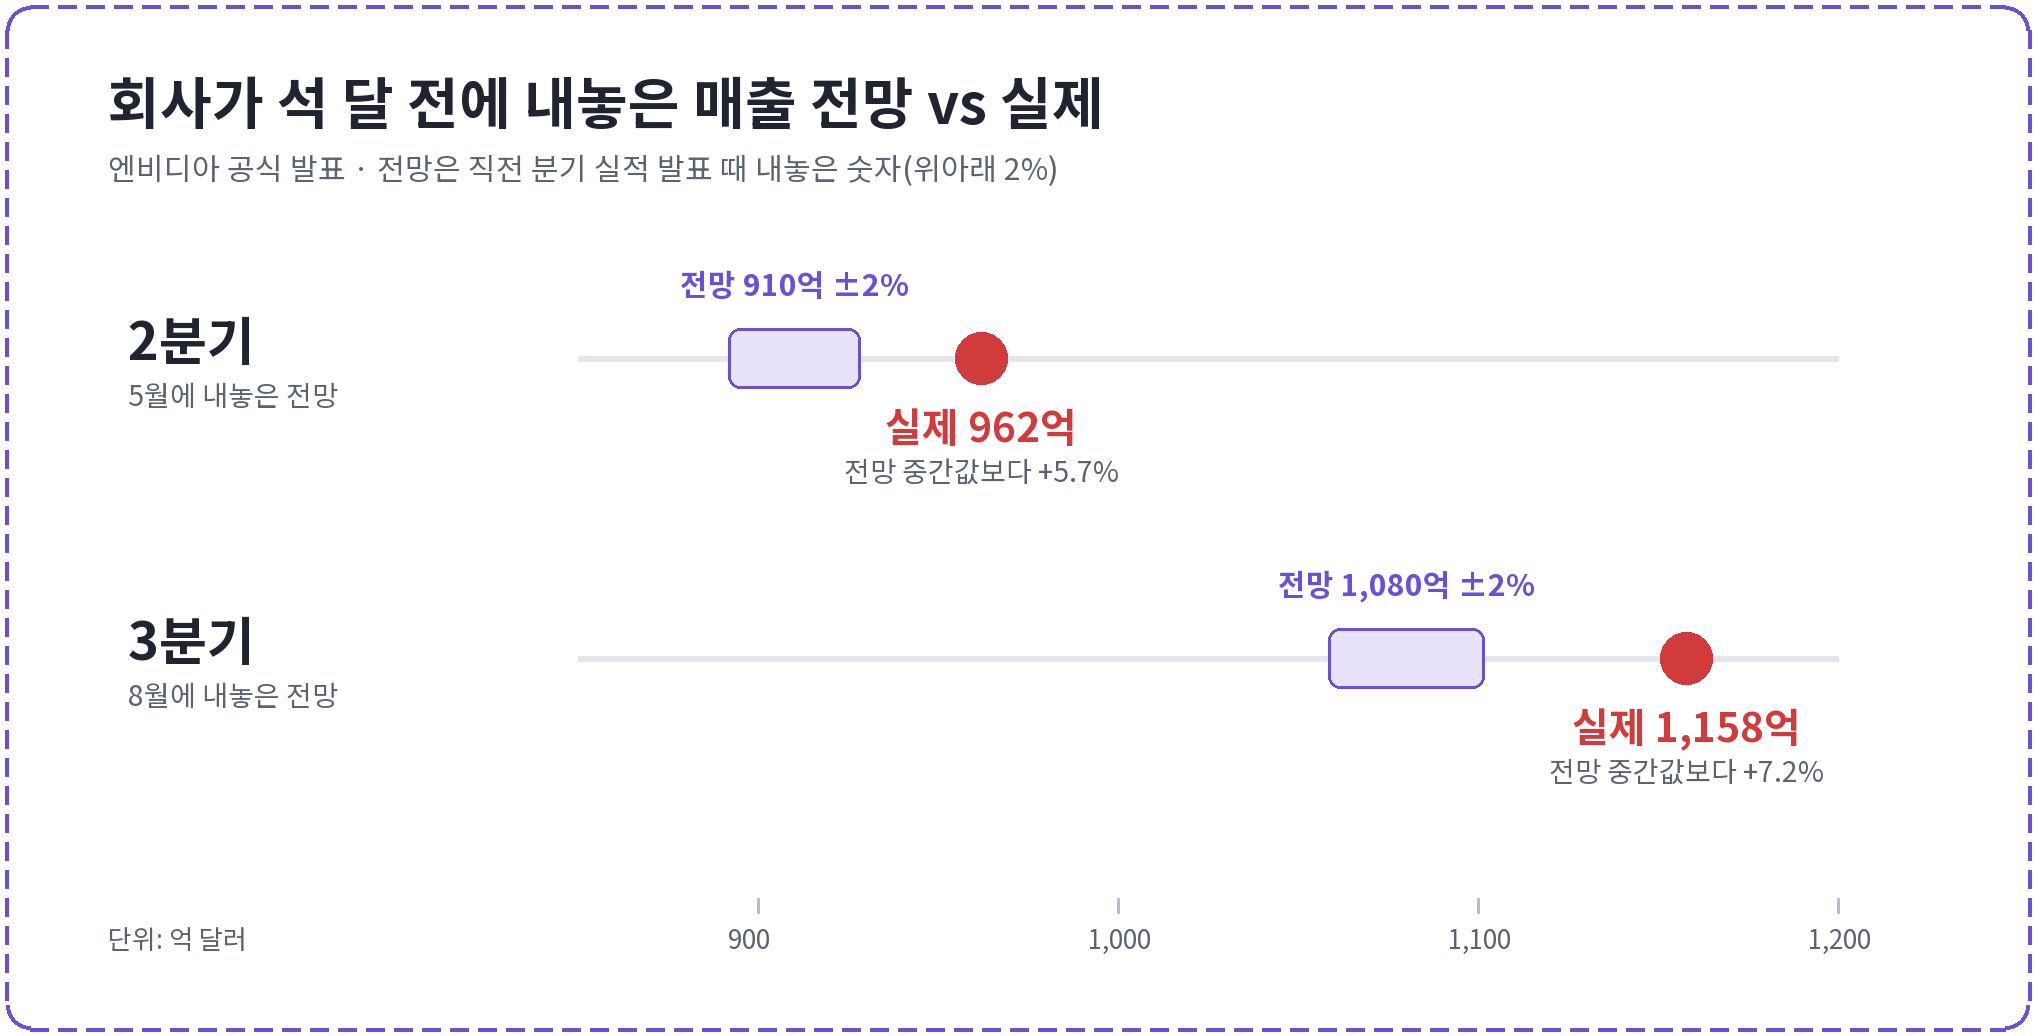 회사가 석 달 전에 내놓은 매출 전망 vs 실제
엔비디아 공식 발표 · 전망은 직전 분기 실적 발표 때 내놓은 숫자(위아래 2%)
전망 910억 ±2%
2분기
5월에 내놓은 전망
실제 962억
전망 중간값보다 +5.7%
전망 1,080억 ±2%
3분기
8월에 내놓은 전망
실제 1,158억
전망 중간값보다 +7.2%
단위: 억 달러
900
1,000
1,100
1,200